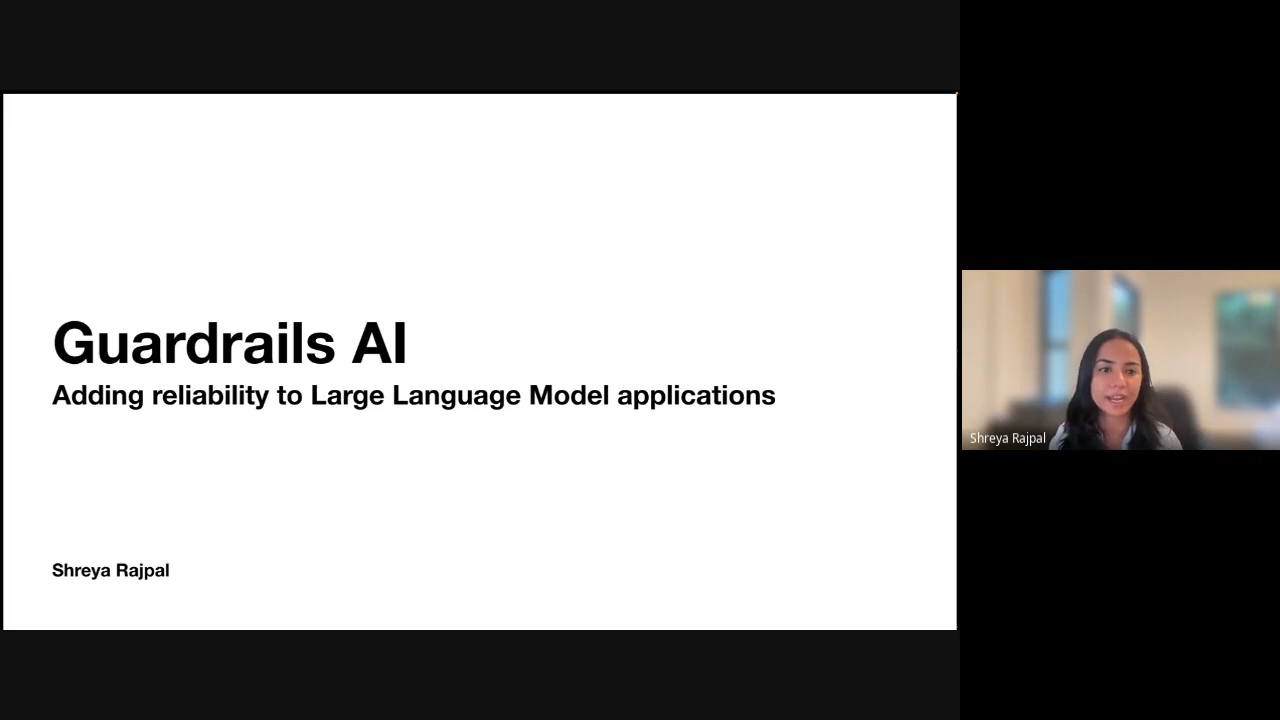 Guardrails AI
Adding reliability to Large Language Model applications
Shreya Rajpal
Shreya Rajpal